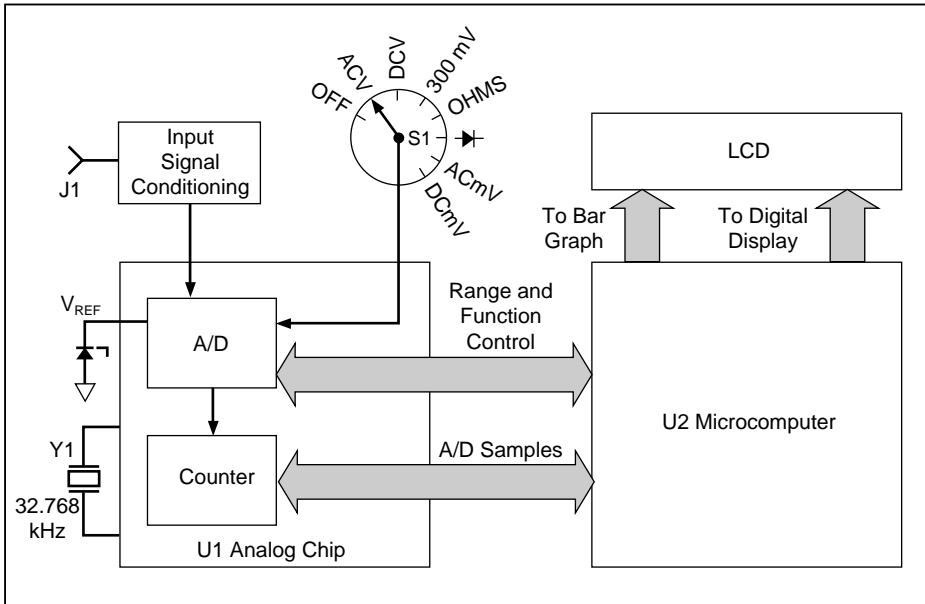 OFF
ACV
DCV
300 mV
OHMS
ACmV
DCmV
S1
J1
Input
Signal
Conditioning
LCD
To Bar
Graph
To Digital
Display
VREF
A/D
Range and
Function
Control
U2 Microcomputer
Y1
32.768
kHz
Counter
A/D Samples
U1 Analog Chip